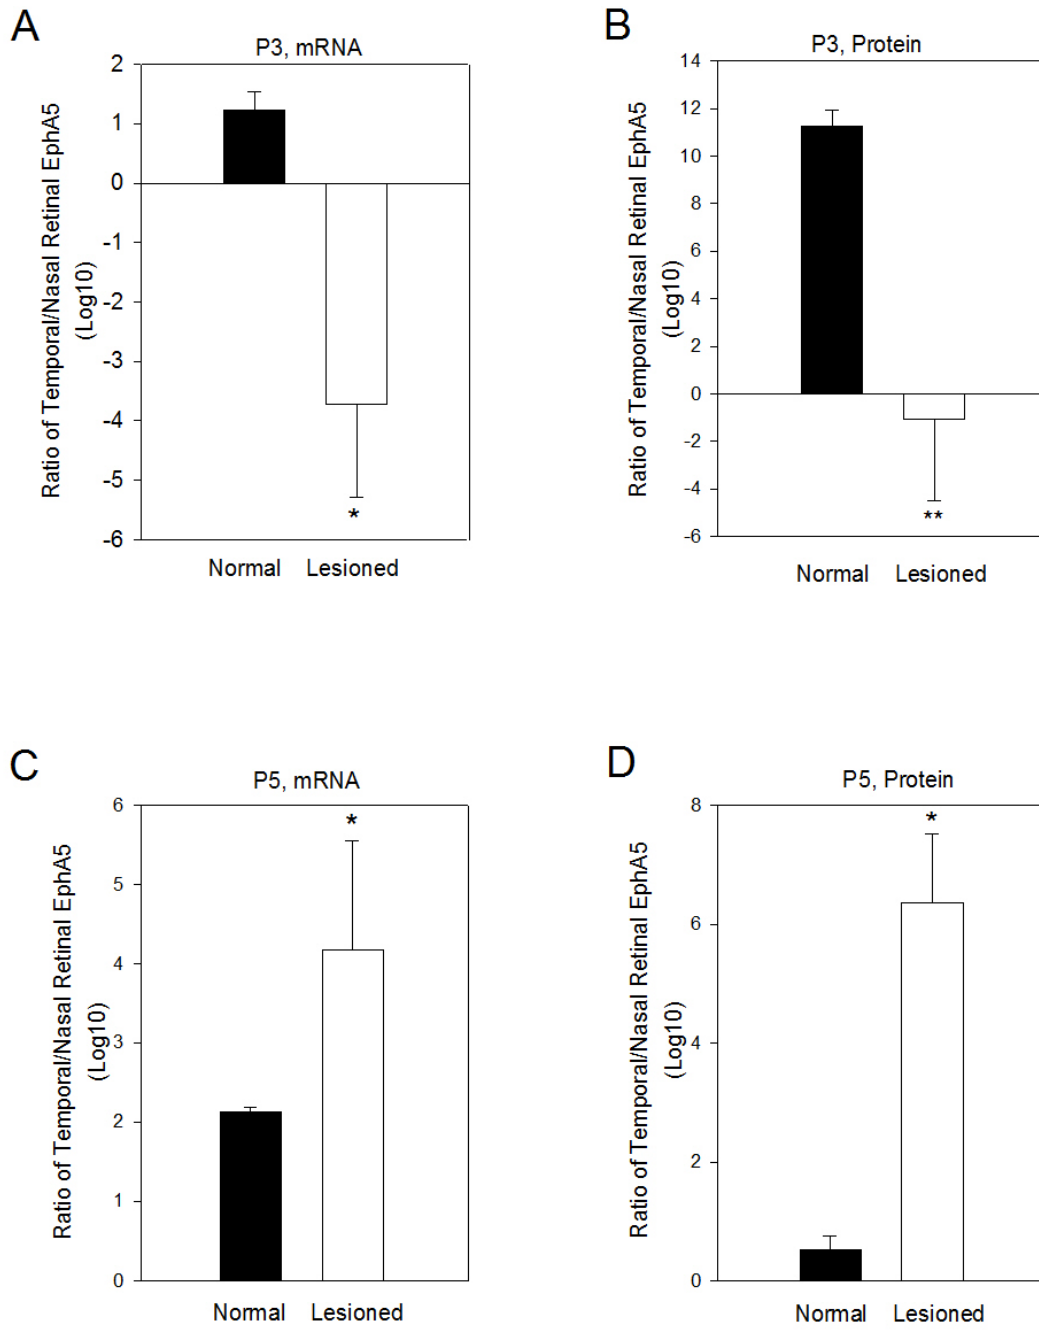 A
P3, mRNA
Ratio of Temporal/Nasal Retinal EphA5
(Log10)
2
1
0
-1
-2
-3
-4
-5
-6
*
Normal Lesioned
B
P3, Protein
Ratio of Temporal/Nasal Retinal EphA5
(Log10)
14
12
10
8
6
4
2
0
-2
-4
-6
**
Normal Lesioned
C
P5, mRNA
Ratio of Temporal/Nasal Retinal EphA5
(Log10)
6
5
4
3
2
1
0
*
Normal Lesioned
D
P5, Protein
Ratio of Temporal/Nasal Retinal EphA5
(Log10)
8
6
4
2
0
*
Normal Lesioned